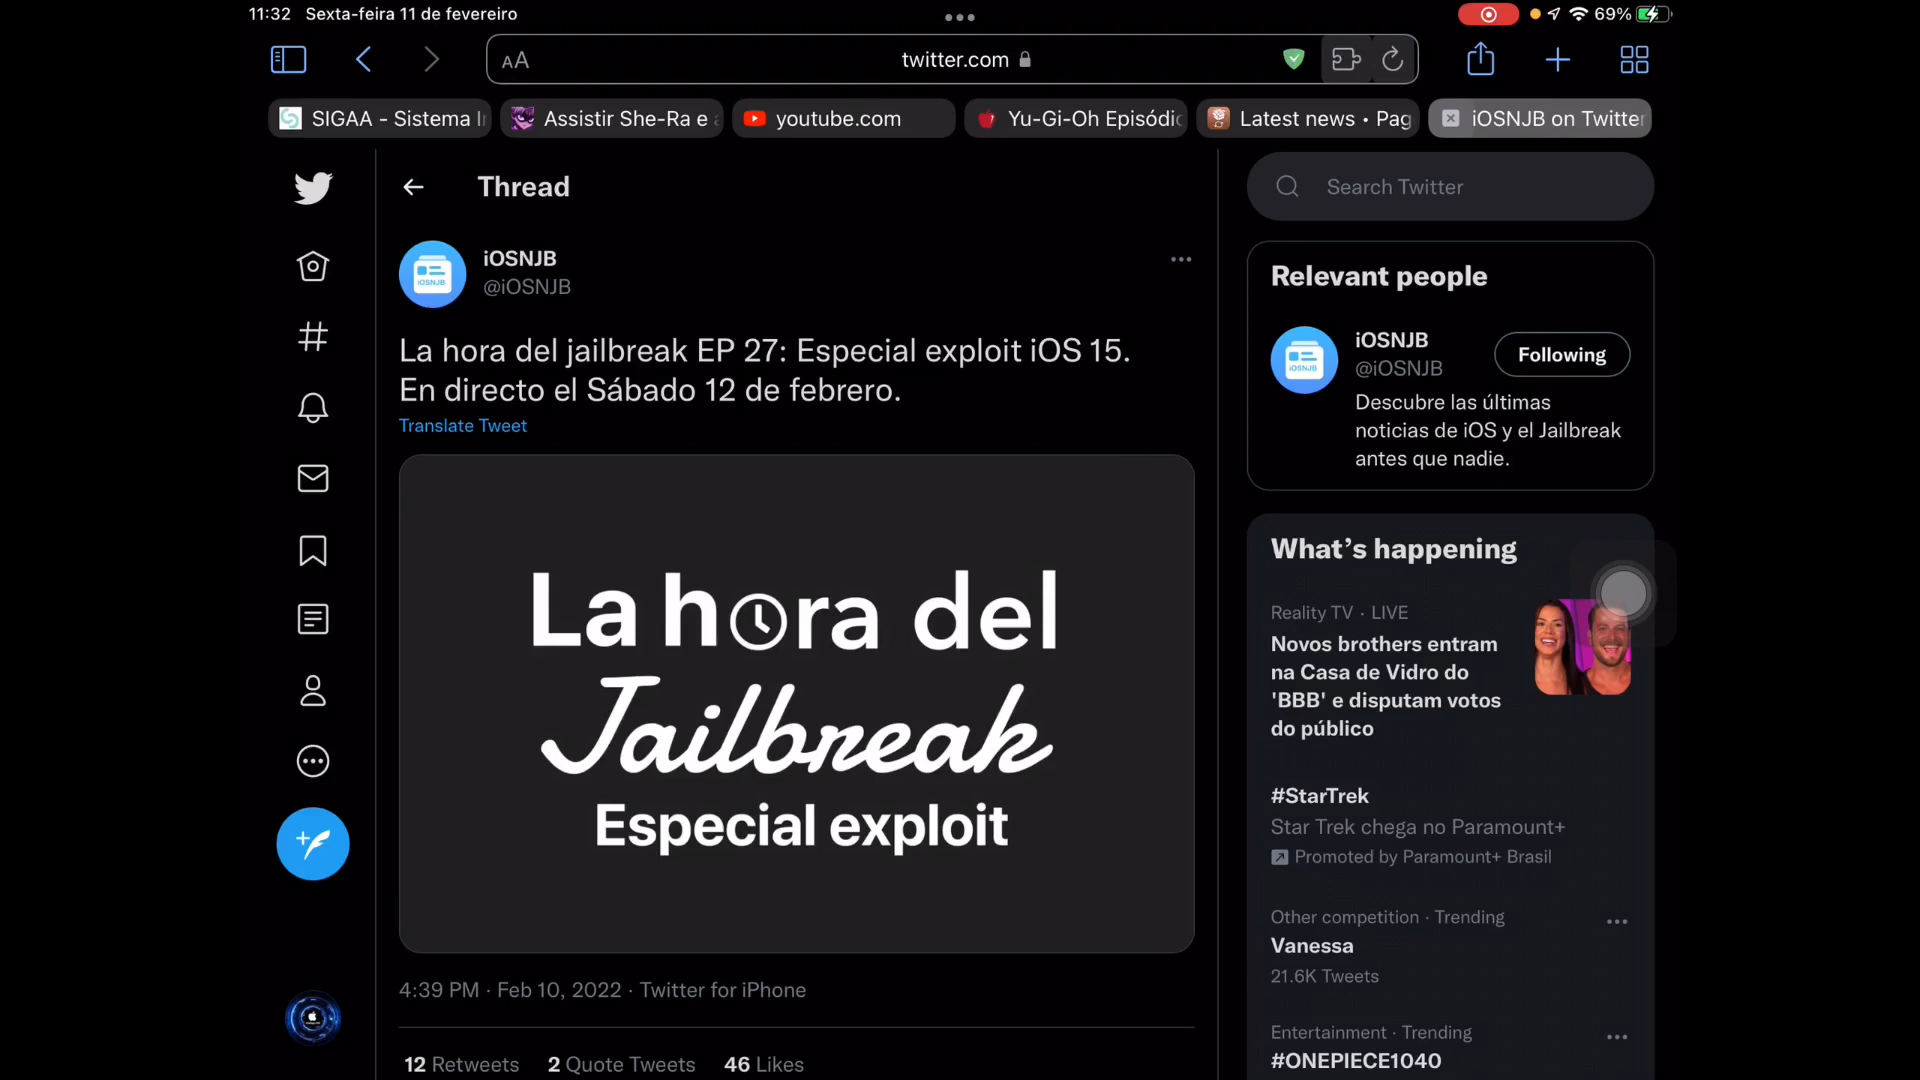 11:32 Sexta-feira 11 de fevereiro
69%
AA
twitter.com
SIGAA - Sistema I
Assistir She-Ra e a
youtube.com
Yu-Gi-Oh Episódic
Latest news • Pag
iOSNJB on Twitter
Thread
Search Twitter
iOSNJB
@iOSNJB
La hora del jailbreak EP 27: Especial exploit iOS 15.
En directo el Sábado 12 de febrero.
Translate Tweet
La hora del
Jailbreak
Especial exploit
4:39 PM · Feb 10, 2022 · Twitter for iPhone
12 Retweets 2 Quote Tweets 46 Likes
Relevant people
iOSNJB
@iOSNJB
Following
Descubre las últimas
noticias de iOS y el Jailbreak
antes que nadie.
What's happening
Reality TV · LIVE
Novos brothers entram
na Casa de Vidro do
'BBB' e disputam votos
do público
#StarTrek
Star Trek chega no Paramount+
Promoted by Paramount+ Brasil
Other competition · Trending
Vanessa
21.6K Tweets
Entertainment · Trending
#ONEPIECE1040